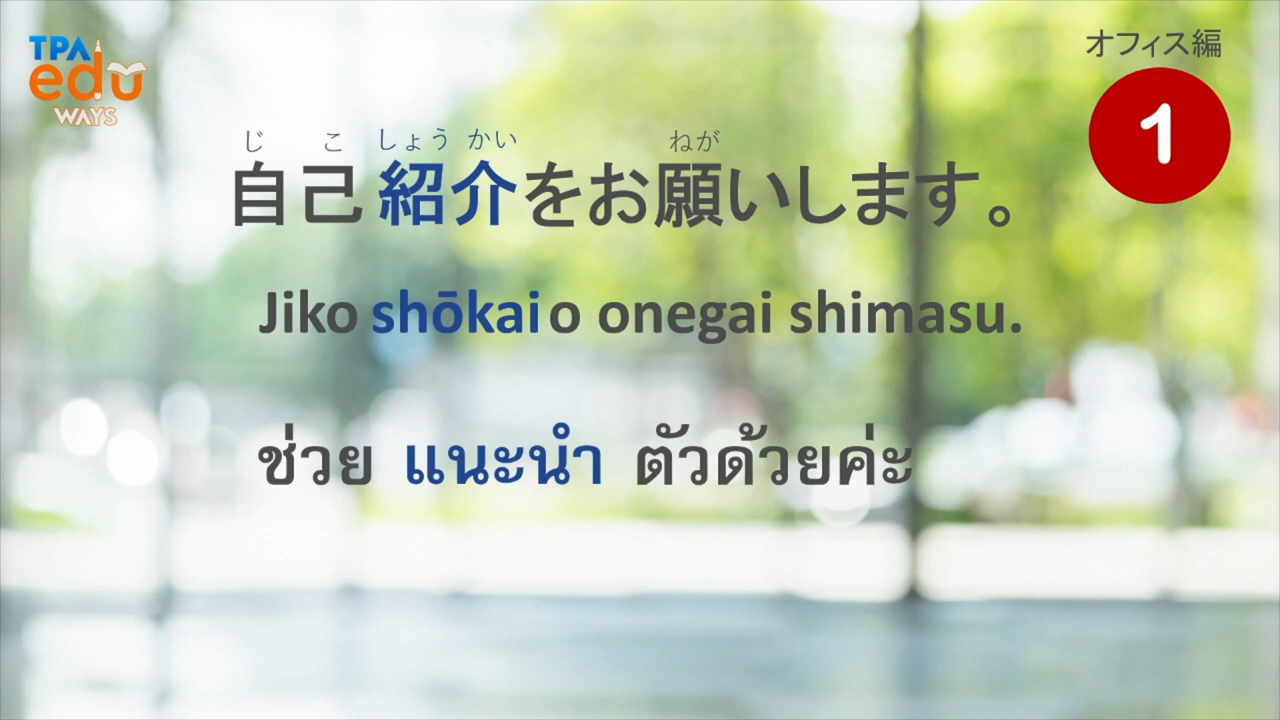 TPA
edu
WAYS
オフィス編
1
じ こ しょう かい ねが
自己紹介をお願いします。
Jiko shōkai o onegai shimasu.
ช่วย แนะนำ ตัวด้วยค่ะ